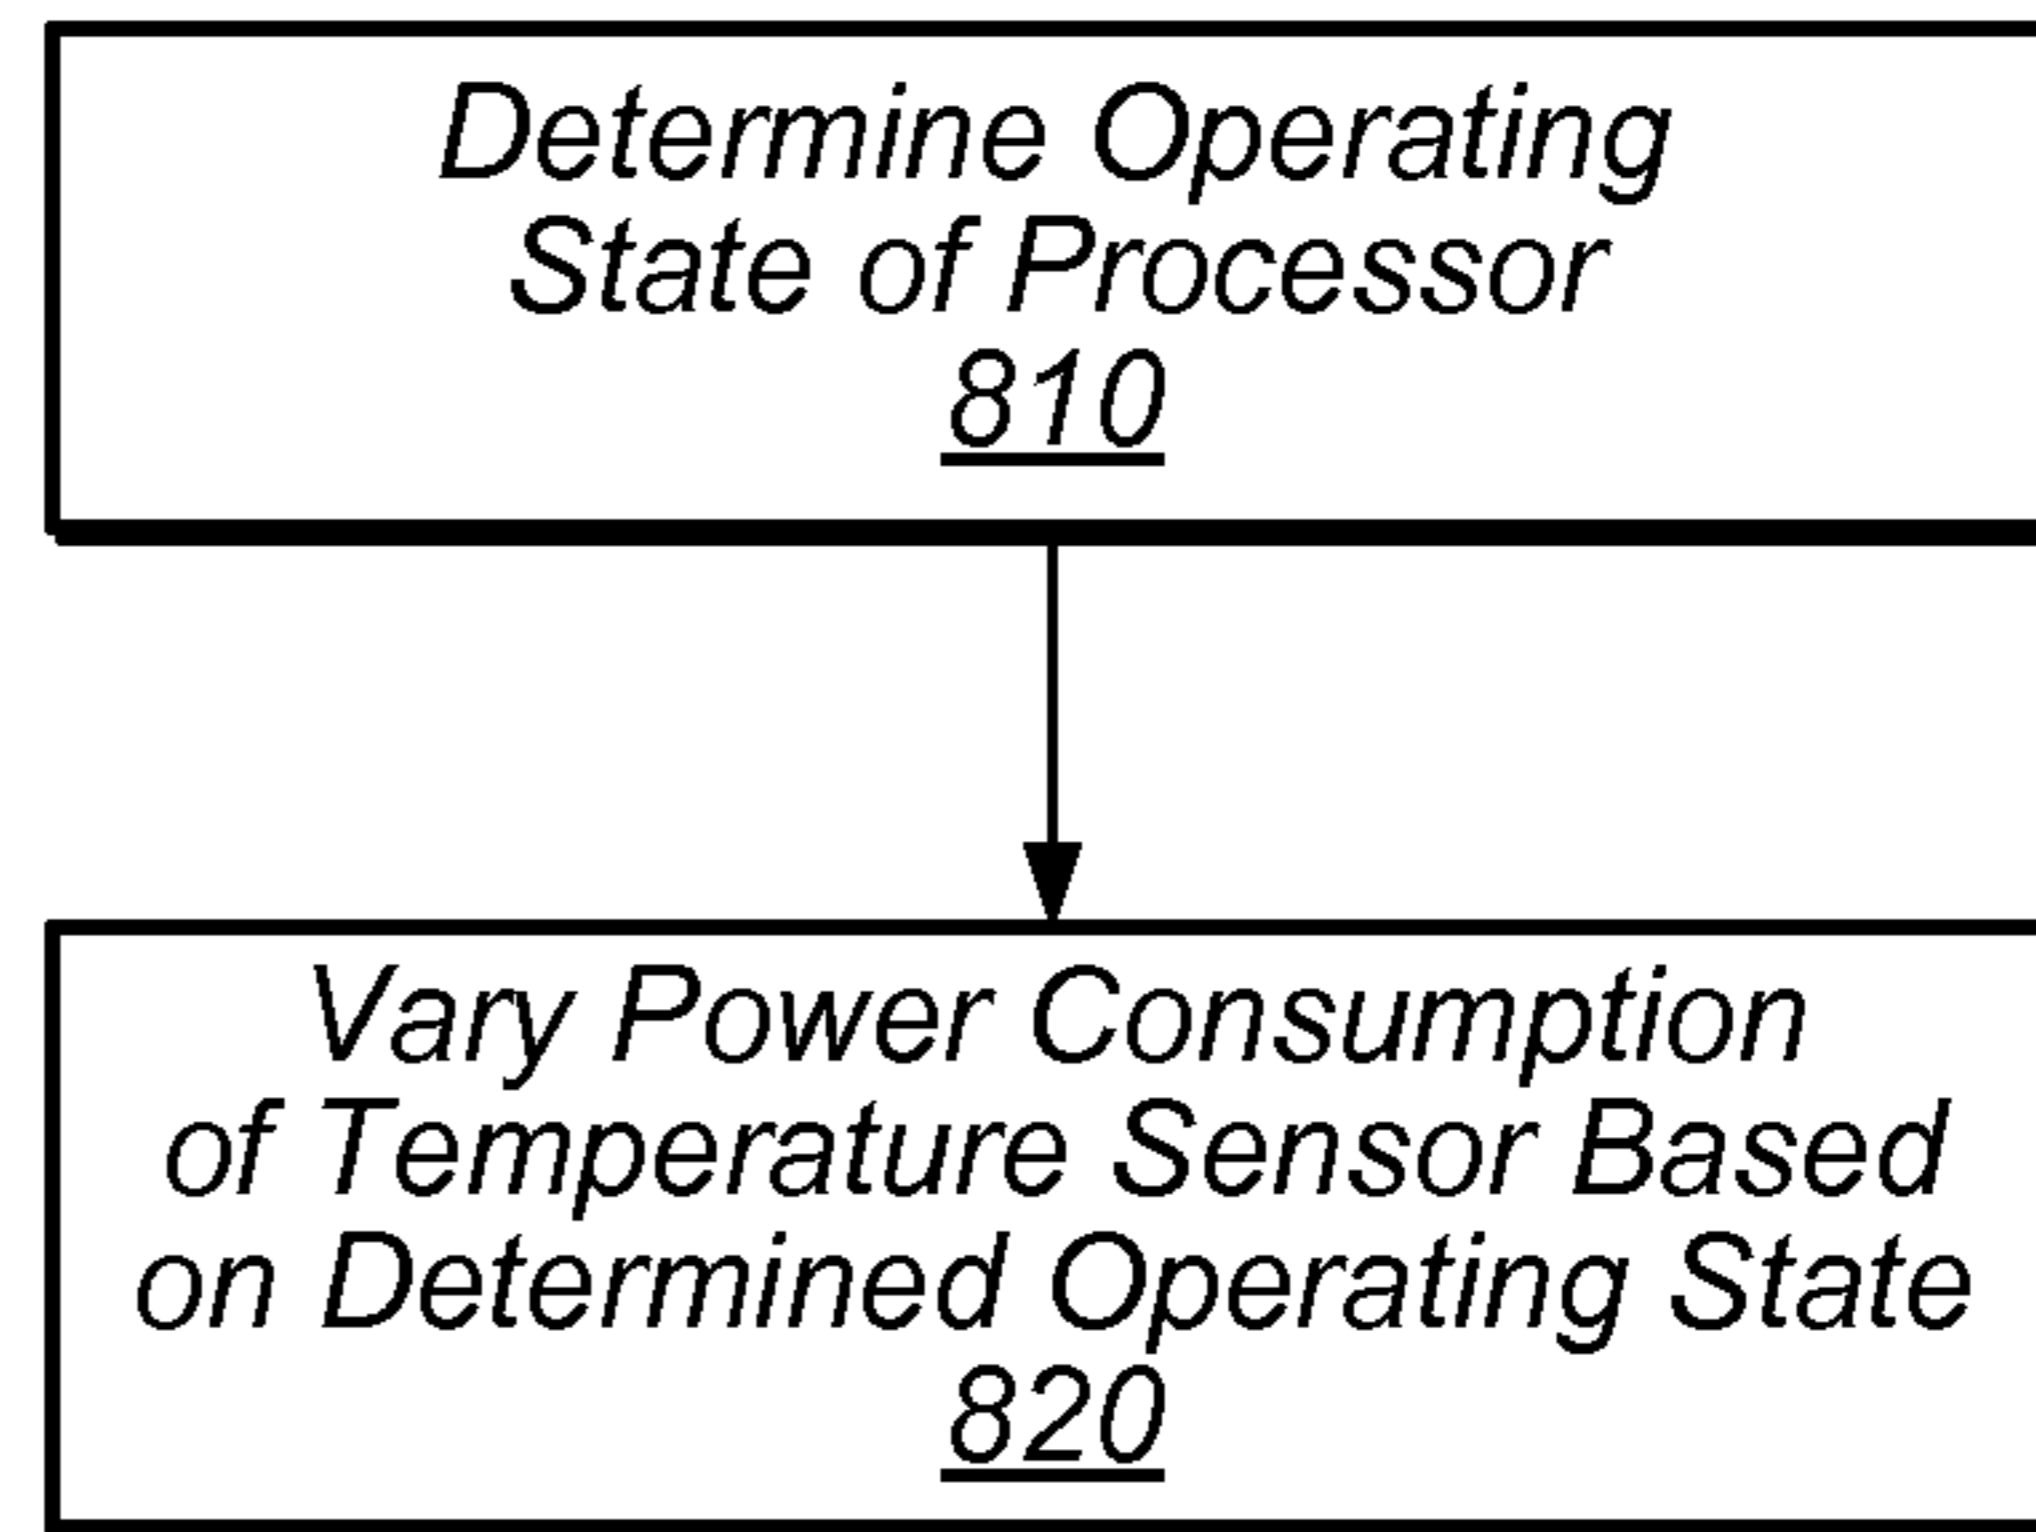 Determine Operating
State of Processor
810
Vary Power Consumption
of Temperature Sensor Based
on Determined Operating State
820